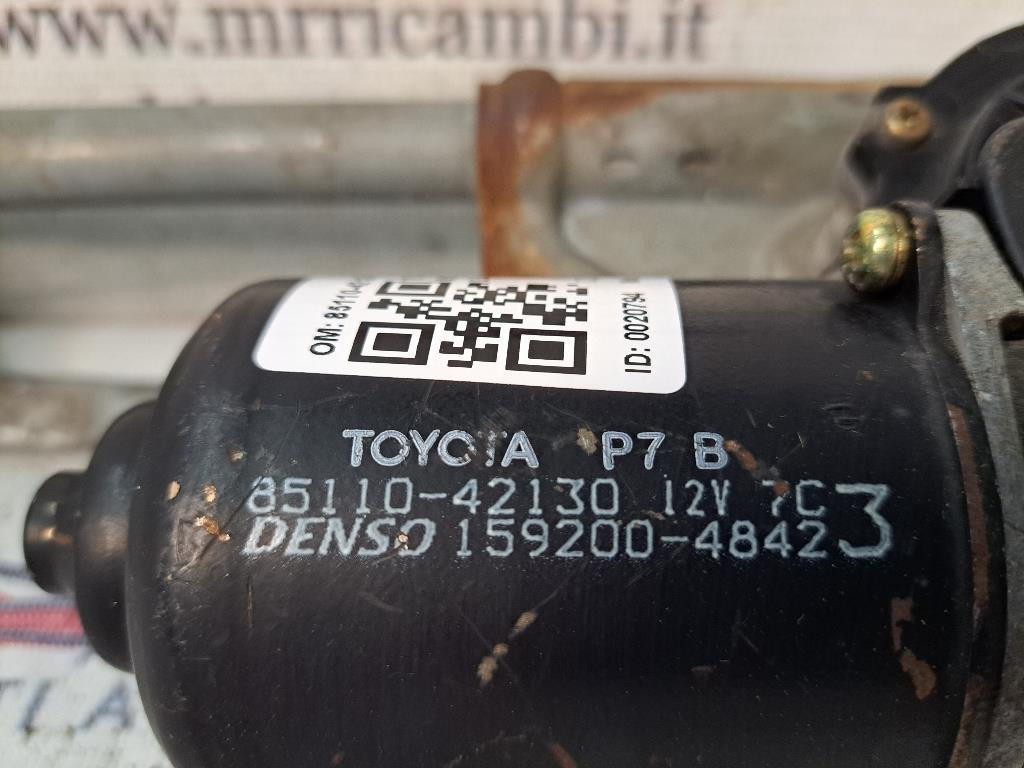 www.mrricambi.it
OM: 85110-
ID: 0020794
TOYOTA P7 B
85110-42130 12V 7C 3
DENSO 159200-4842